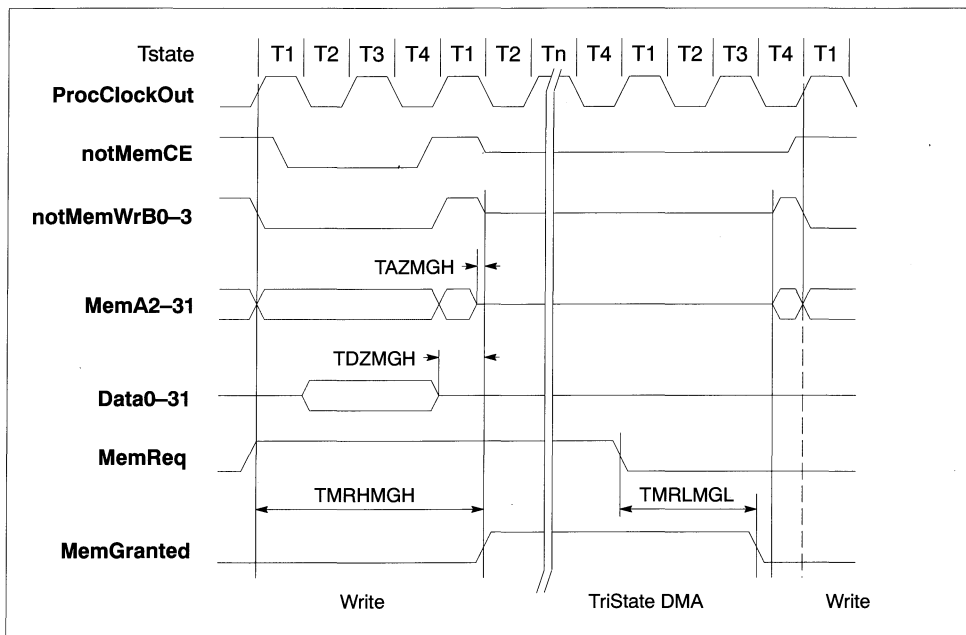 Tstate T1 T2 T3 T4 T1 T2 Tn T4 T1 T2 T3 T4 T1
ProcClockOut
notMemCE
notMemWrB0–3
TAZMGH
MemA2–31
TDZMGH
Data0–31
MemReq
TMRHMGH TMRLMGL
MemGranted
Write TriState DMA Write